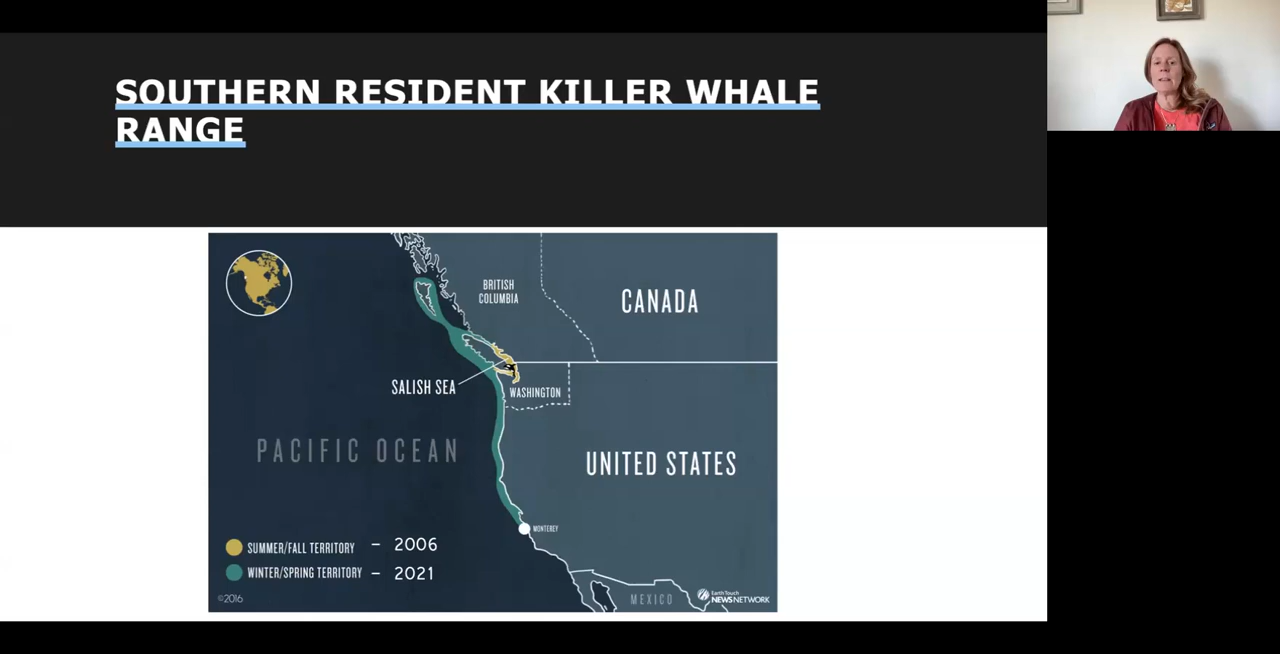 SOUTHERN RESIDENT KILLER WHALE
RANGE
BRITISH
COLUMBIA
CANADA
SALISH SEA
WASHINGTON
PACIFIC OCEAN
UNITED STATES
MONTEREY
SUMMER/FALL TERRITORY – 2006
WINTER/SPRING TERRITORY – 2021
©2016
MEXICO
Earth Touch
NEWS NETWORK